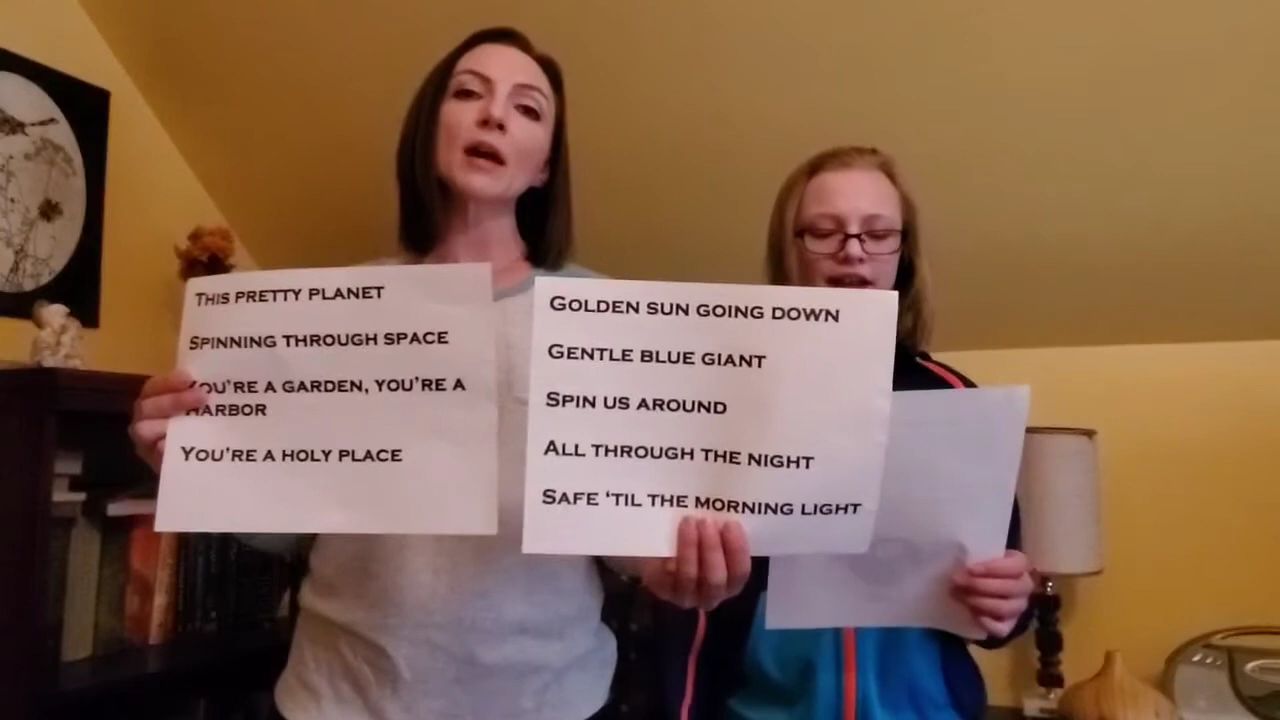 THIS PRETTY PLANET
SPINNING THROUGH SPACE
YOU'RE A GARDEN, YOU'RE A
HARBOR
YOU'RE A HOLY PLACE
GOLDEN SUN GOING DOWN
GENTLE BLUE GIANT
SPIN US AROUND
ALL THROUGH THE NIGHT
SAFE 'TIL THE MORNING LIGHT